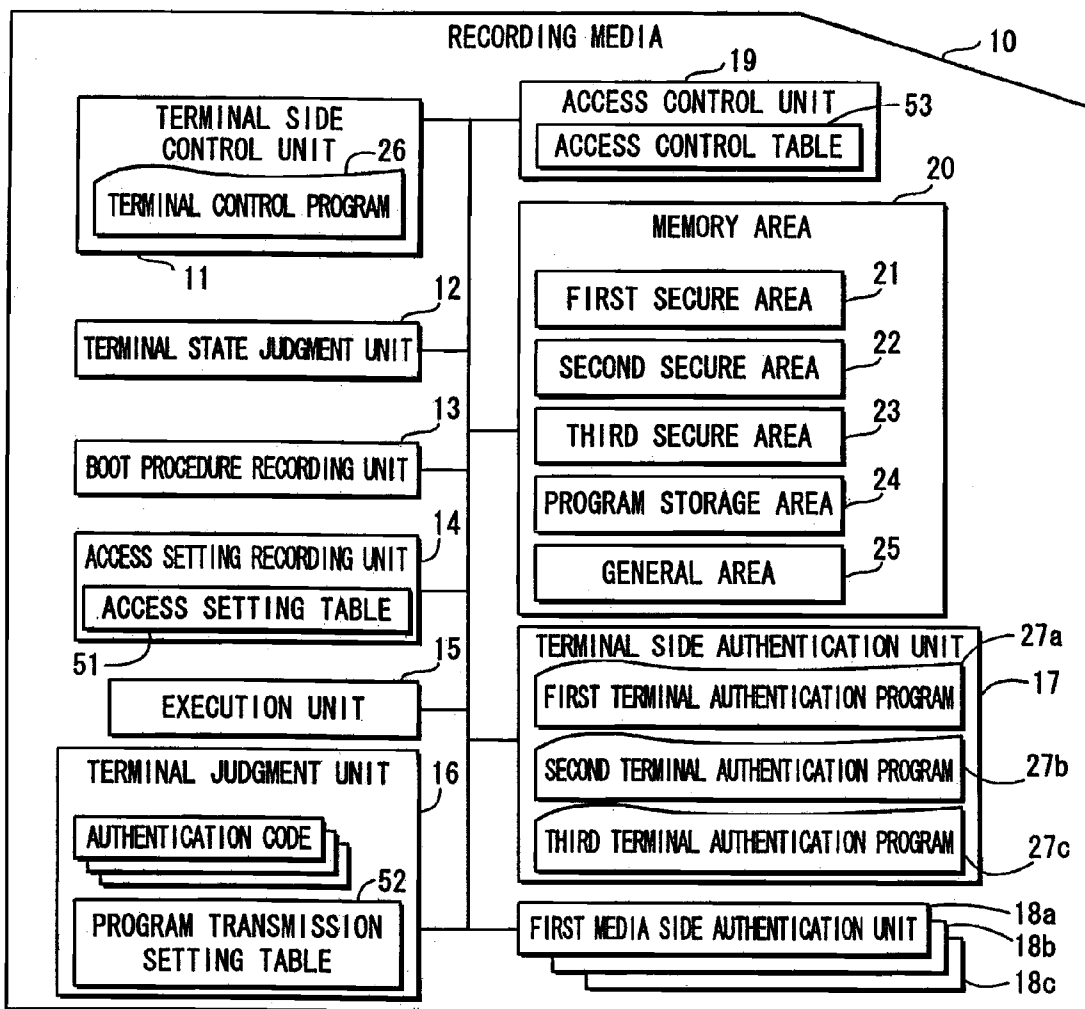 RECORDING MEDIA
10
TERMINAL SIDE
CONTROL UNIT
26
TERMINAL CONTROL PROGRAM
11
12
TERMINAL STATE JUDGMENT UNIT
13
BOOT PROCEDURE RECORDING UNIT
14
ACCESS SETTING RECORDING UNIT
ACCESS SETTING TABLE
51
15
EXECUTION UNIT
TERMINAL JUDGMENT UNIT
16
AUTHENTICATION CODE
52
PROGRAM TRANSMISSION
SETTING TABLE
19
ACCESS CONTROL UNIT
53
ACCESS CONTROL TABLE
20
MEMORY AREA
FIRST SECURE AREA
21
SECOND SECURE AREA
22
THIRD SECURE AREA
23
PROGRAM STORAGE AREA
24
GENERAL AREA
25
TERMINAL SIDE AUTHENTICATION UNIT
27a
FIRST TERMINAL AUTHENTICATION PROGRAM
17
SECOND TERMINAL AUTHENTICATION PROGRAM
27b
THIRD TERMINAL AUTHENTICATION PROGRAM
27c
FIRST MEDIA SIDE AUTHENTICATION UNIT
18a
18b
18c